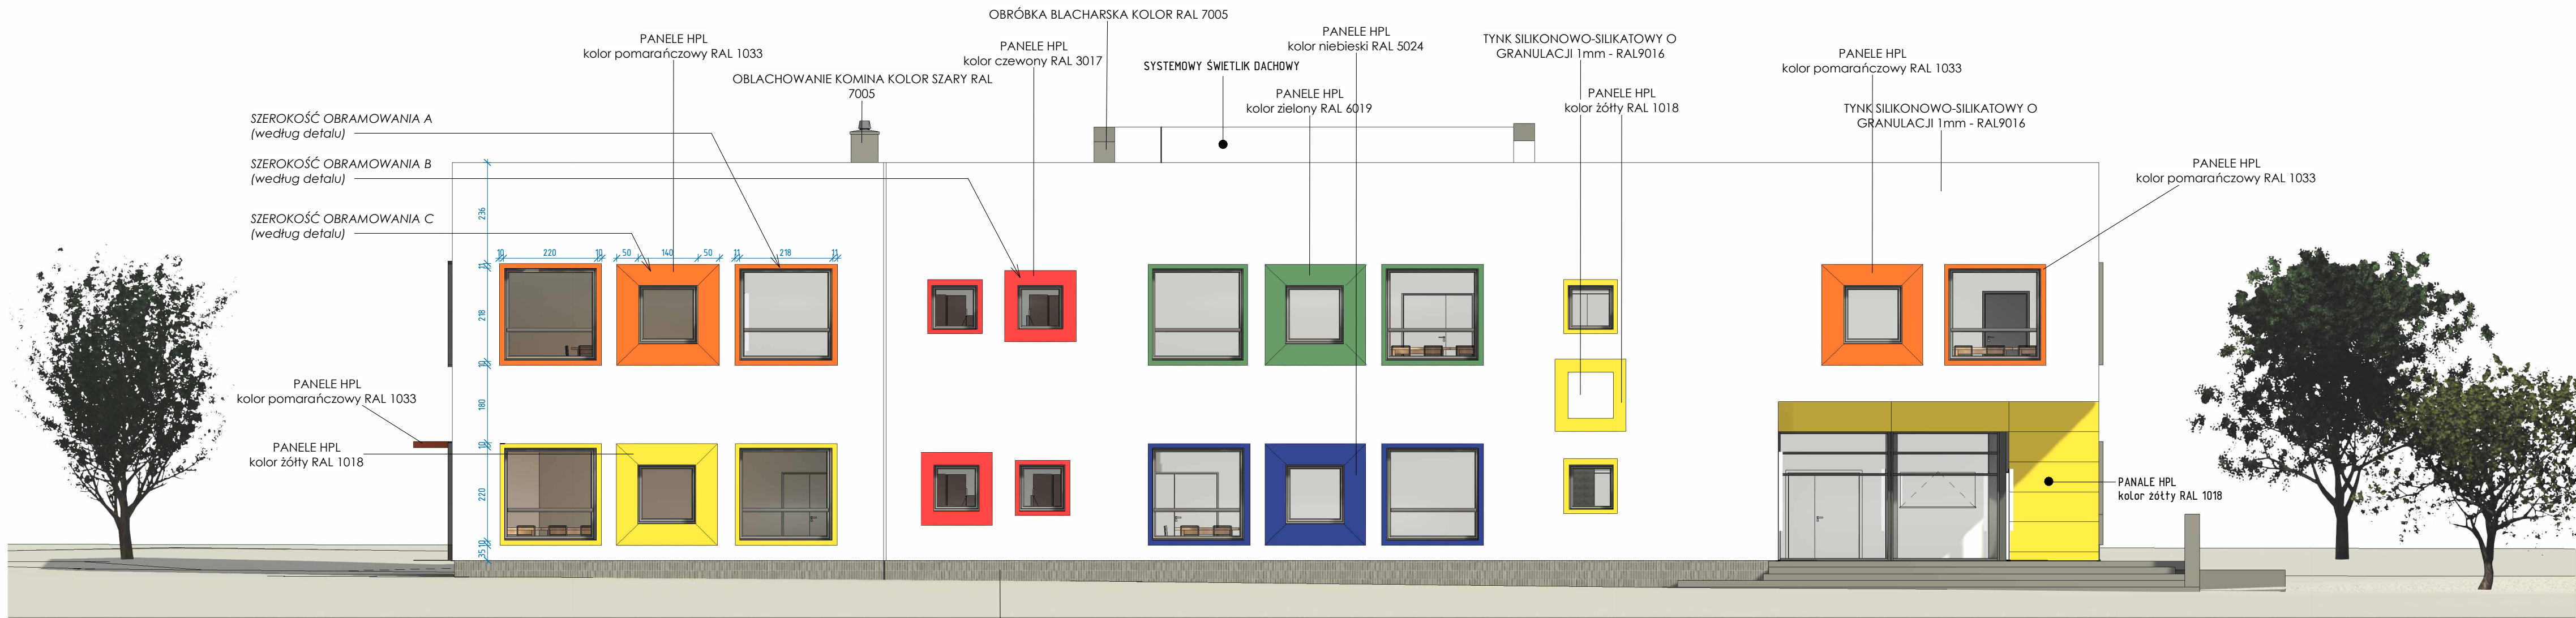 OBRÓBKA BLACHARSKA KOLOR RAL 7005
PANELE HPL
kolor pomarańczowy RAL 1033
OBLACHOWANIE KOMINA KOLOR SZARY RAL
7005
PANELE HPL
kolor czewony RAL 3017
SYSTEMOWY ŚWIETLIK DACHOWY
PANELE HPL
kolor niebieski RAL 5024
PANELE HPL
kolor zielony RAL 6019
TYNK SILIKONOWO-SILIKATOWY O
GRANULACJI 1mm - RAL9016
PANELE HPL
kolor żółty RAL 1018
PANELE HPL
kolor pomarańczowy RAL 1033
TYNK SILIKONOWO-SILIKATOWY O
GRANULACJI 1mm - RAL9016
PANELE HPL
kolor pomarańczowy RAL 1033
SZEROKOŚĆ OBRAMOWANIA A
(według detalu)
SZEROKOŚĆ OBRAMOWANIA B
(według detalu)
SZEROKOŚĆ OBRAMOWANIA C
(według detalu)
10 220 10 50 140 50 11 218 11
236
11
218
10
180
10
220
10
35
PANELE HPL
kolor pomarańczowy RAL 1033
PANELE HPL
kolor żółty RAL 1018
PANALE HPL
kolor żółty RAL 1018